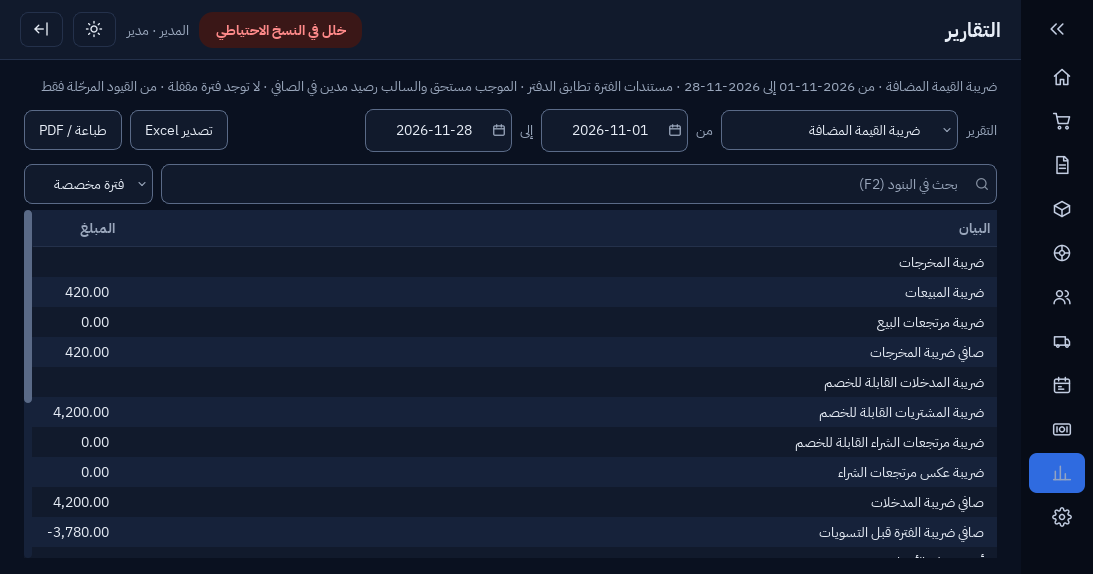 التقارير
خلل في النسخ الاحتياطي
المدير · مدير
ضريبة القيمة المضافة · من 2026-11-01 إلى 2026-11-28 · مستندات الفترة تطابق الدفتر · الموجب مستحق والسالب رصيد مدين في الصافي · لا توجد فترة مقفلة · من القيود المرحّلة فقط
التقرير ضريبة القيمة المضافة من 2026-11-01 إلى 2026-11-28 تصدير Excel طباعة / PDF
بحث في البنود (F2) فترة مخصصة
البيان المبلغ
ضريبة المخرجات
ضريبة المبيعات 420.00
ضريبة مرتجعات البيع 0.00
صافي ضريبة المخرجات 420.00
ضريبة المدخلات القابلة للخصم
ضريبة المشتريات القابلة للخصم 4,200.00
ضريبة مرتجعات الشراء القابلة للخصم 0.00
ضريبة عكس مرتجعات الشراء 0.00
صافي ضريبة المدخلات 4,200.00
صافي ضريبة الفترة قبل التسويات -3,780.00